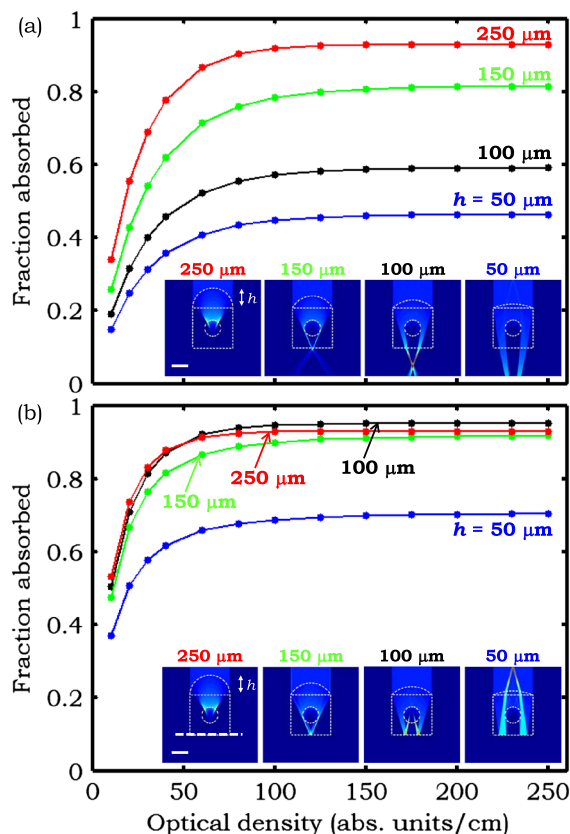 (a)
1
0.8
0.6
0.4
0.2
0
Fraction absorbed
250 μm
150 μm
100 μm
h = 50 μm
250 μm 150 μm 100 μm 50 μm
h
(b)
1
0.8
0.6
0.4
0.2
0
Fraction absorbed
100 μm
250 μm
150 μm
h = 50 μm
250 μm 150 μm 100 μm 50 μm
h
0 50 100 150 200 250
Optical density (abs. units/cm)